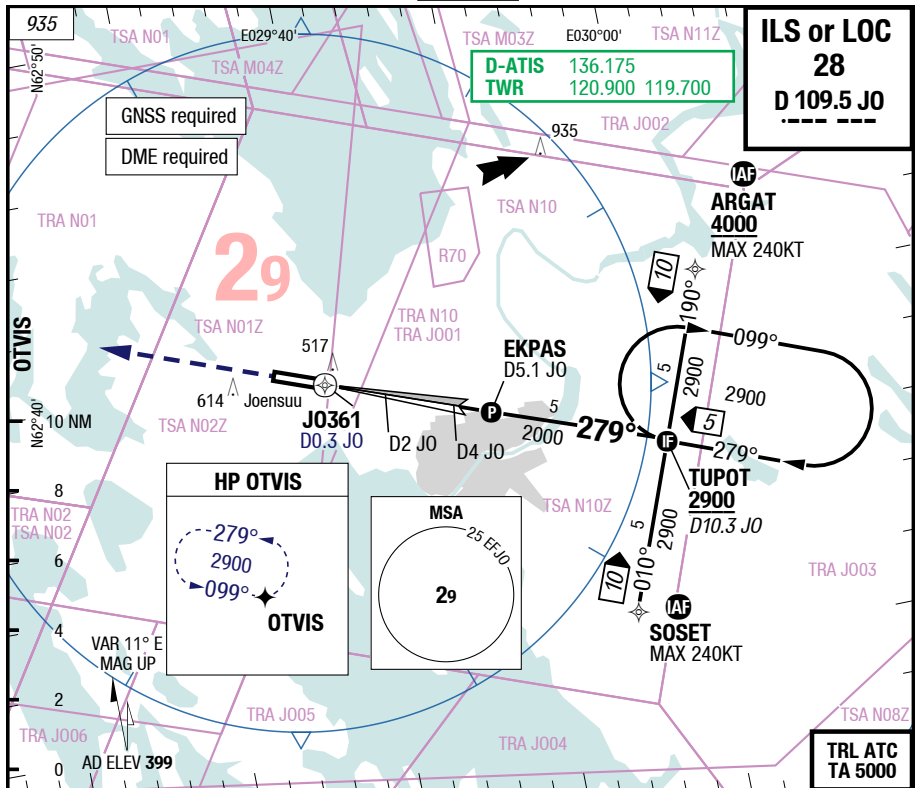 935
TSA N01
E029°40'
TSA M03Z
E030°00'
TSA N11Z
ILS or LOC
28
D 109.5 JO
N62°50'
TSA M04Z
D-ATIS 136.175
TWR 120.900 119.700
GNSS required
DME required
935
TRA J002
IAF
ARGAT
4000
MAX 240KT
TRA N01
TSA N10
R70
29
10
190°
OTVIS
TSA N01Z
TRA N10
TRA J001
099°
517
EKPAS
D5.1 JO
5
2900
2900
614
Joensuu
JO361
D0.3 JO
P
5
2000
279°
5
279°
N62°40'
10 NM
TSA N02Z
D2 JO
D4 JO
IF
TUPOT
2900
D10.3 JO
HP OTVIS
279°
2900
099°
OTVIS
MSA
25 EFJO
29
TSA N10Z
8
TRA N02
TSA N02
6
5
2900
10
010°
TRA J003
IAF
SOSET
MAX 240KT
4
VAR 11° E
MAG UP
2
TRA J005
TRA J006
TRA J004
TSA N08Z
0
AD ELEV 399
TRL ATC
TA 5000